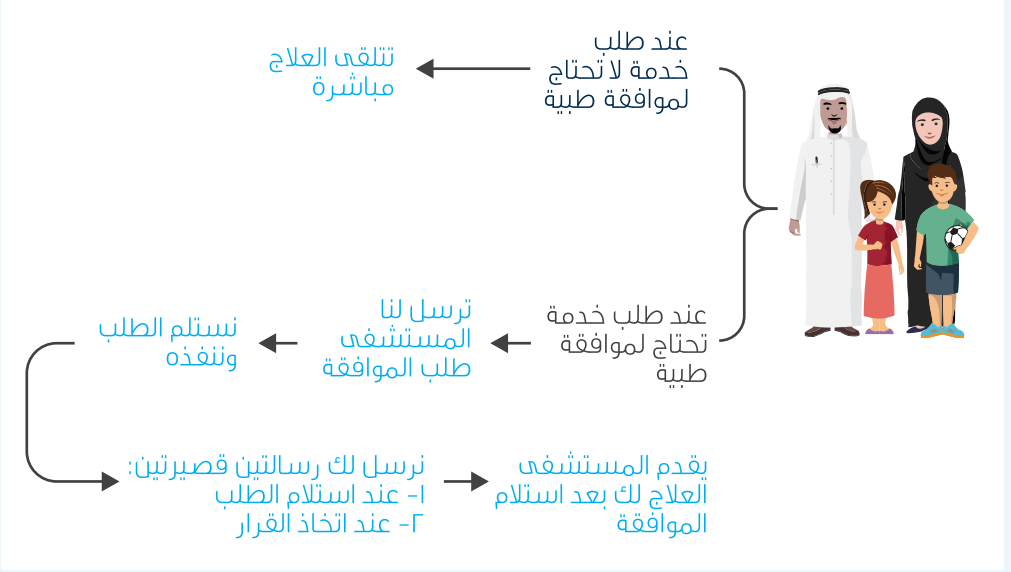 عند طلب
خدمة لا تحتاج
لموافقة طبية
تتلقى العلاج
مباشرة
عند طلب خدمة
تحتاج لموافقة
طبية
ترسل لنا
المستشفى
طلب الموافقة
نستلم الطلب
وننفذه
نرسل لك رسالتين قصيرتين:
١- عند استلام الطلب
٢- عند اتخاذ القرار
يقدم المستشفى
العلاج لك بعد استلام
الموافقة